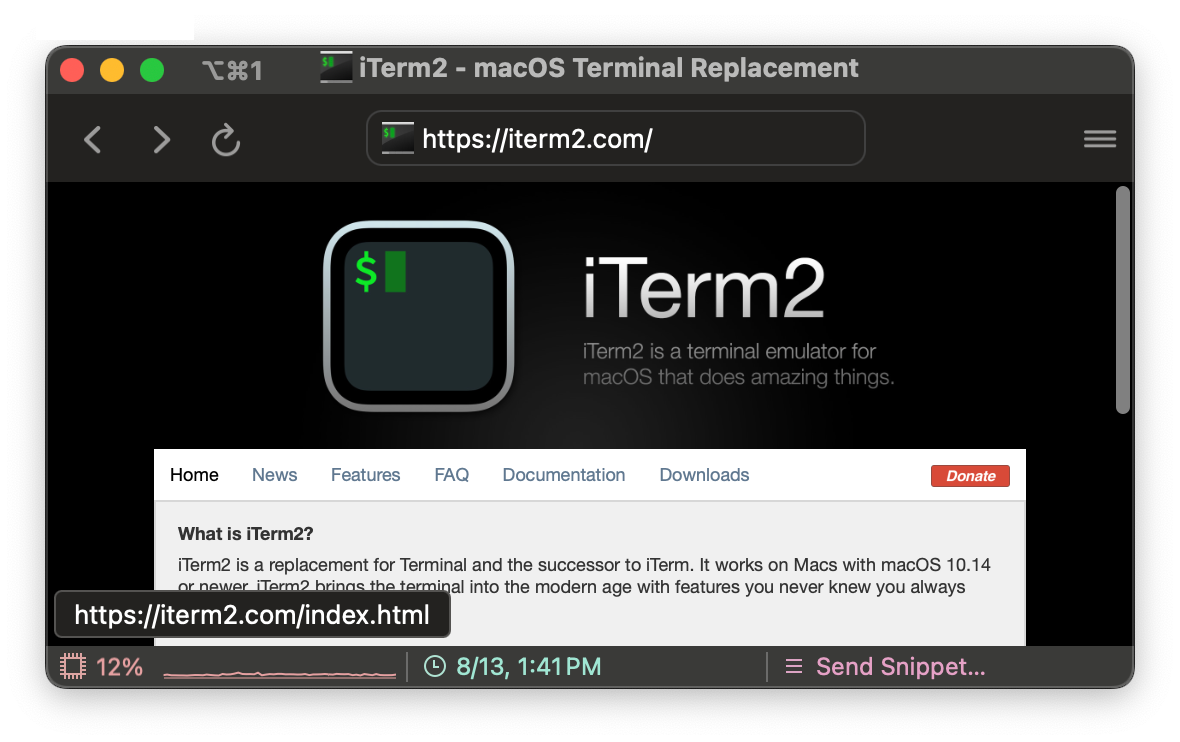 ⌥⌘1
iTerm2 - macOS Terminal Replacement
$
https://iterm2.com/
$
iTerm2
iTerm2 is a terminal emulator for
macOS that does amazing things.
Home News Features FAQ Documentation Downloads Donate
What is iTerm2?
iTerm2 is a replacement for Terminal and the successor to iTerm. It works on Macs with macOS 10.14
or newer. iTerm2 brings the terminal into the modern age with features you never knew you always
https://iterm2.com/index.html
12% 8/13, 1:41 PM Send Snippet...